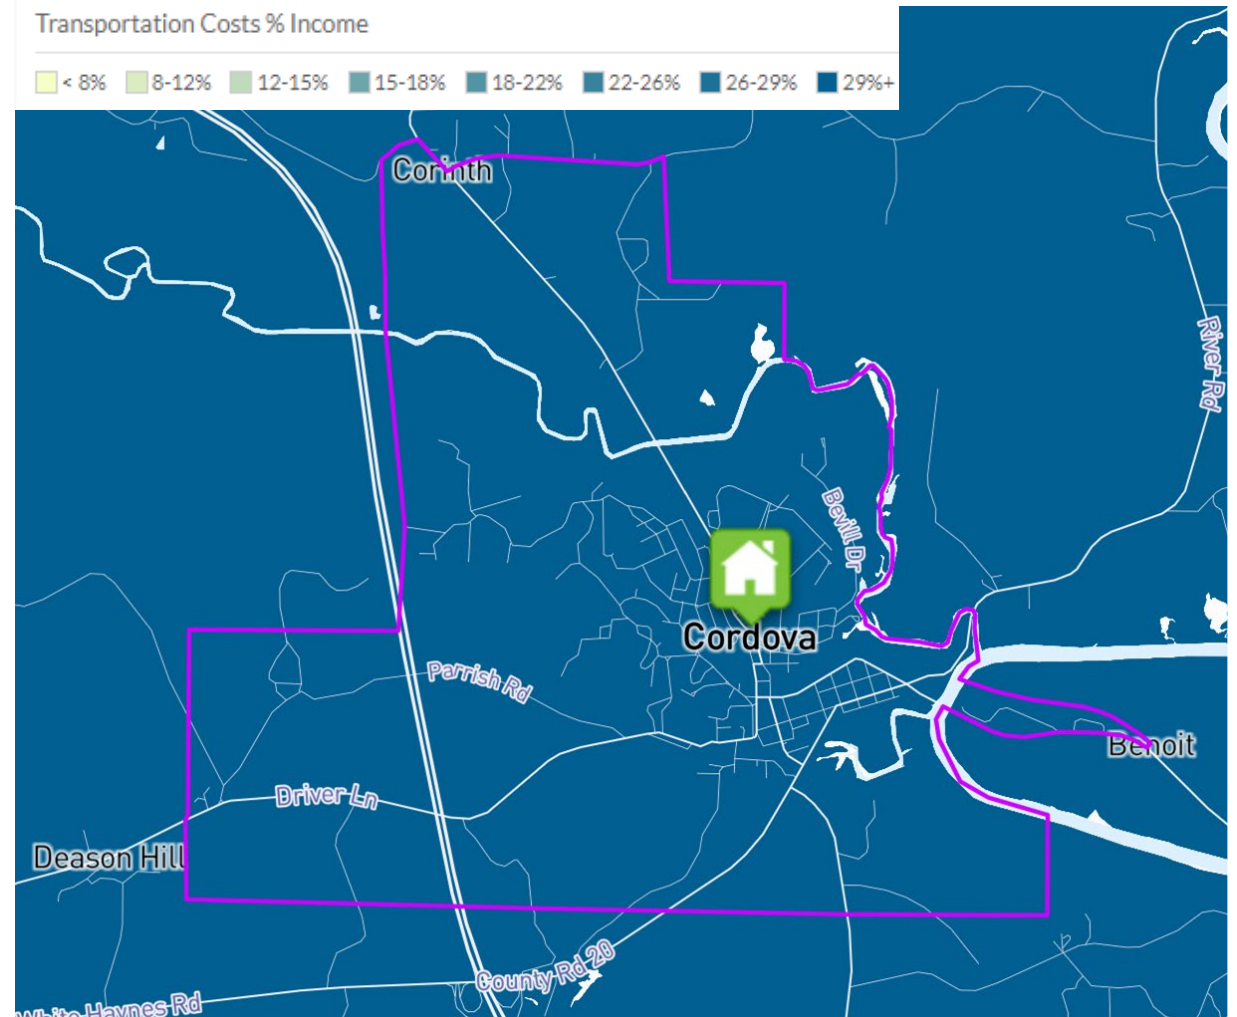 Transportation Costs % Income
< 8% 8-12% 12-15% 15-18% 18-22% 22-26% 26-29% 29%+
Corinth
River Rd
Bevill Dr
Cordova
Parrish Rd
Benoit
Driver Ln
Deason Hill
County Rd 20
White Haynes Rd